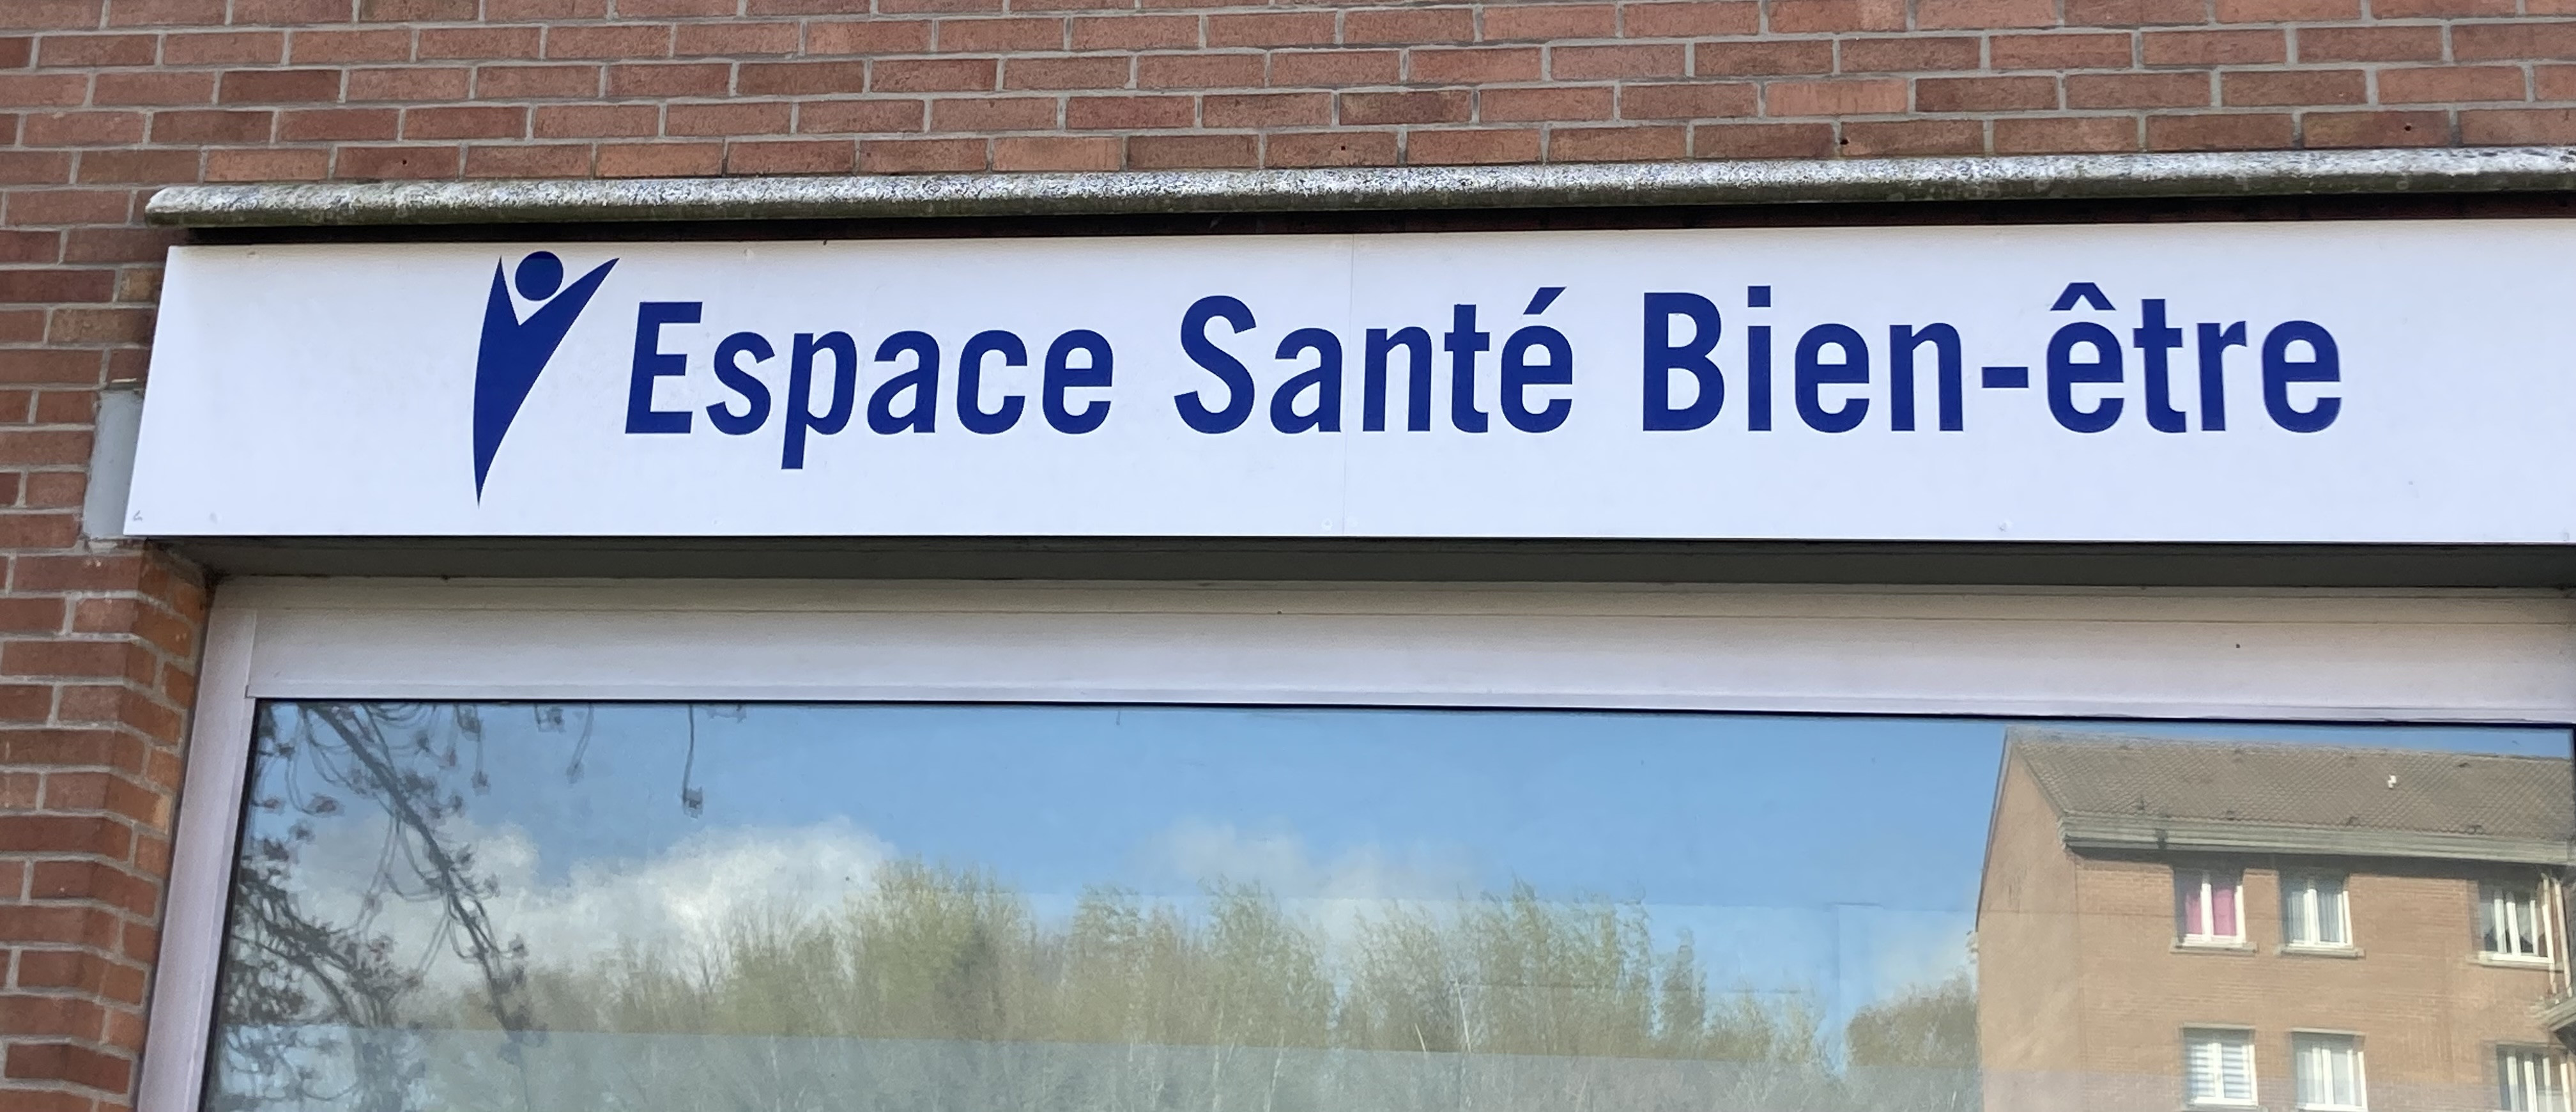 Espace Santé Bien-être